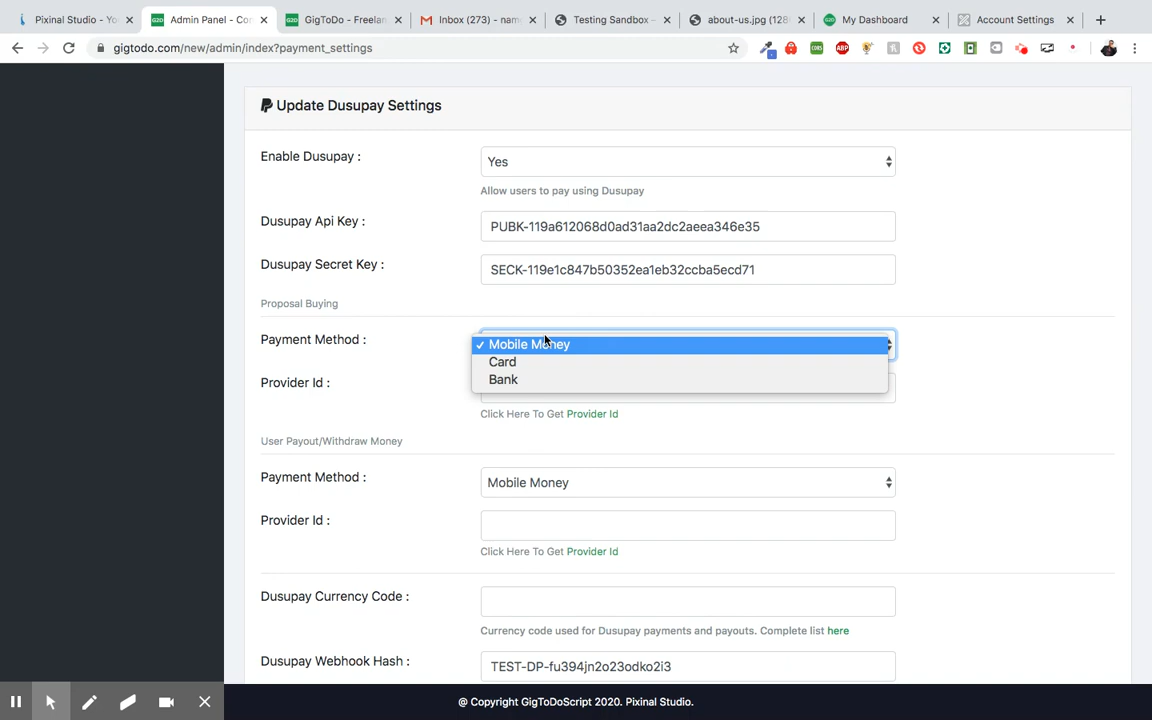 Pixinal Studio - Yo
Admin Panel - Con
GigToDo - Freelan
Inbox (273) - nam
Testing Sandbox –
about-us.jpg (128
My Dashboard
Account Settings
gigtodo.com/new/admin/index?payment_settings
Update Dusupay Settings
Enable Dusupay :
Yes
Allow users to pay using Dusupay
Dusupay Api Key :
PUBK-119a612068d0ad31aa2dc2aeea346e35
Dusupay Secret Key :
SECK-119e1c847b50352ea1eb32ccba5ecd71
Proposal Buying
Payment Method :
Mobile Money
Card
Bank
Provider Id :
Click Here To Get Provider Id
User Payout/Withdraw Money
Payment Method :
Mobile Money
Provider Id :
Click Here To Get Provider Id
Dusupay Currency Code :
Currency code used for Dusupay payments and payouts. Complete list here
Dusupay Webhook Hash :
TEST-DP-fu394jn2o23odko2i3
@ Copyright GigToDoScript 2020. Pixinal Studio.